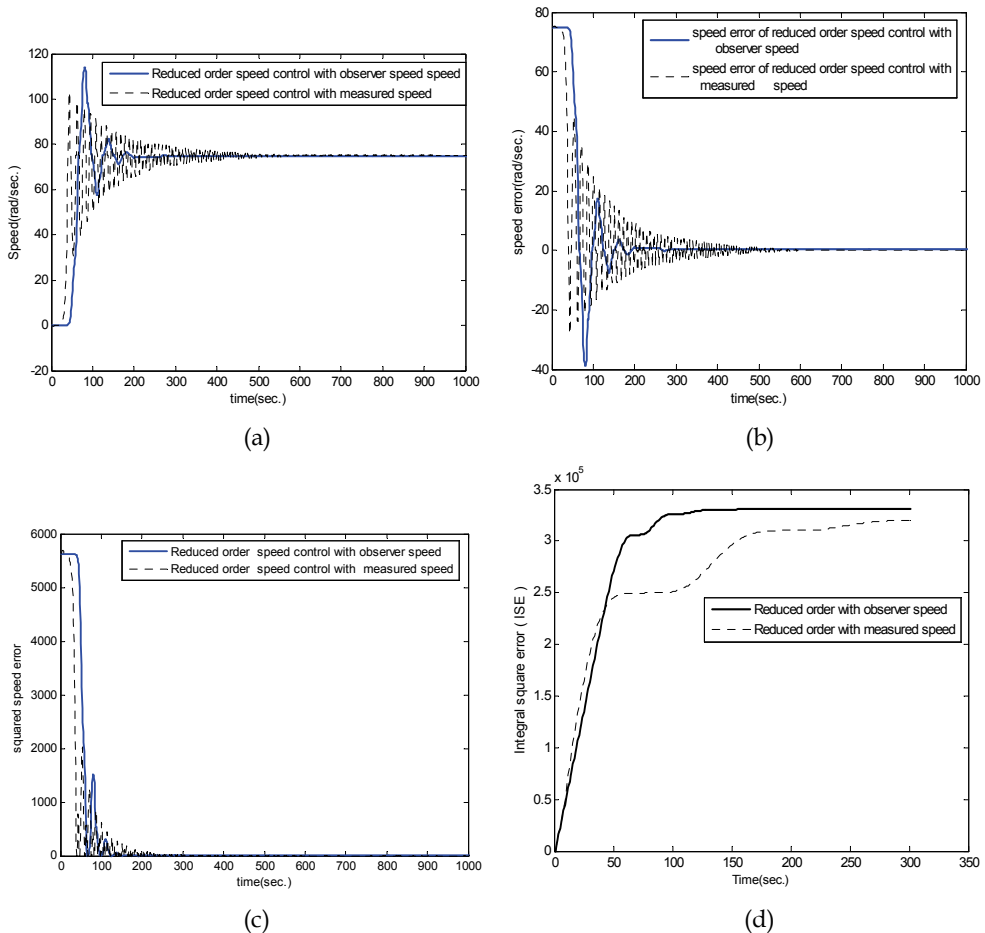 120
100
80
60
40
20
0
-20
Speed(rad/sec.)
Reduced order speed control with observer speed speed
Reduced order speed control with measured speed
0 100 200 300 400 500 600 700 800 900 1000
time(sec.)
(a)
80
60
40
20
0
-20
-40
speed error(rad/sec.)
speed error of reduced order speed control with
observer speed
speed error of reduced order speed control with
measured speed
0 100 200 300 400 500 600 700 800 900 1000
time(sec.)
(b)
6000
5000
4000
3000
2000
1000
0
squared speed error
Reduced order speed control with observer speed
Reduced order speed control with measured speed
0 100 200 300 400 500 600 700 800 900 1000
time(sec.)
(c)
x 10^5
3.5
3
2.5
2
1.5
1
0.5
0
Integral square error ( ISE )
Reduced order with observer speed
Reduced order with measured speed
0 50 100 150 200 250 300 350
Time(sec.)
(d)